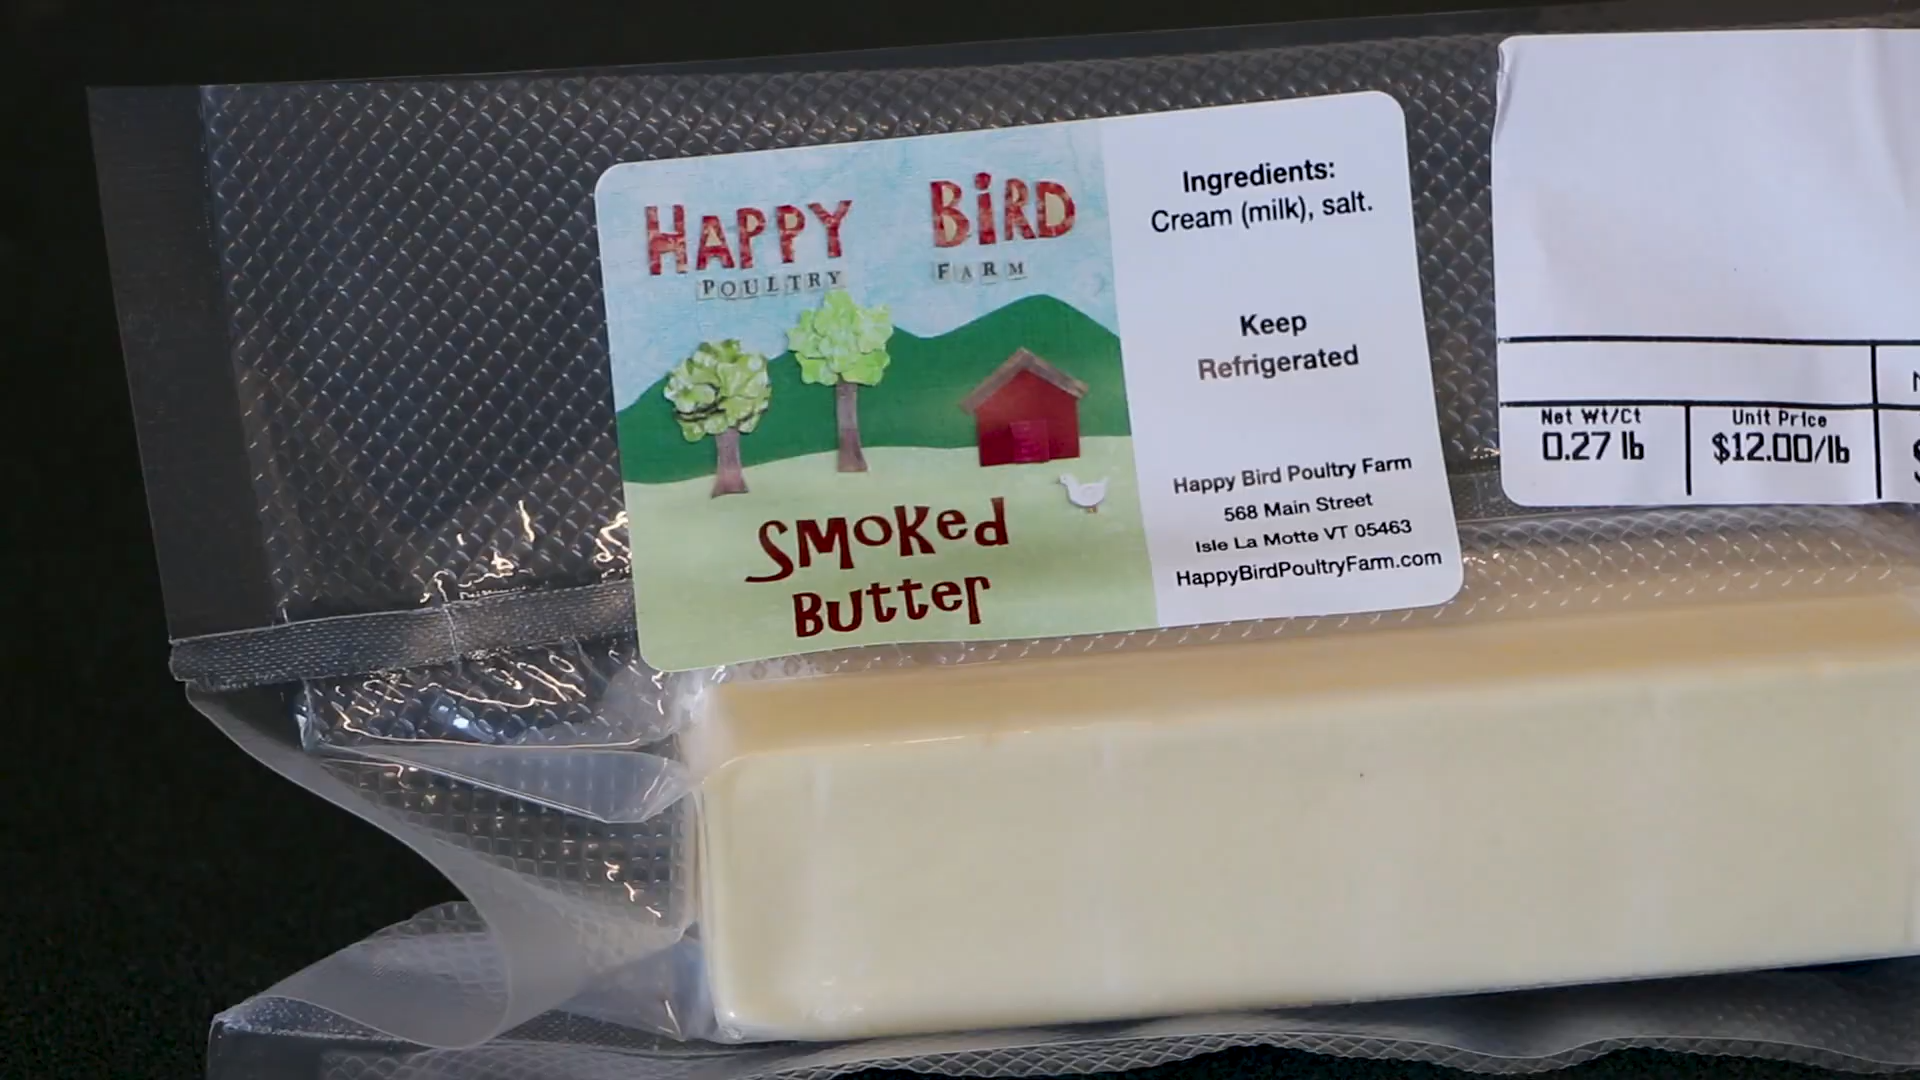 HAPPY BiRD
POULTRY FARM
SMOKED
BUTTER
Ingredients:
Cream (milk), salt.
Keep
Refrigerated
Happy Bird Poultry Farm
568 Main Street
Isle La Motte VT 05463
HappyBirdPoultryFarm.com
Net Wt/Ct
0.27 lb
Unit Price
$12.00/lb